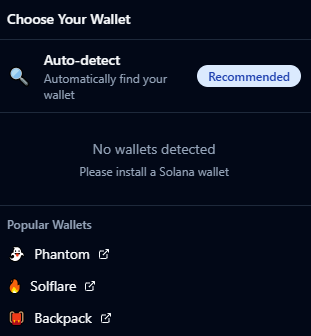 Choose Your Wallet
Auto-detect
Automatically find your
wallet
Recommended
No wallets detected
Please install a Solana wallet
Popular Wallets
Phantom
Solflare
Backpack